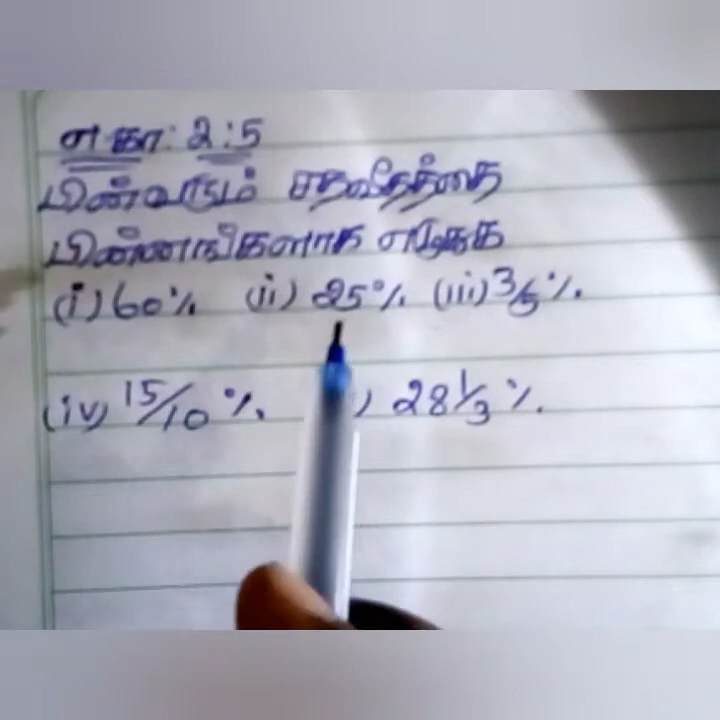 எ.கா: 2:5
பின்வரும் சதவீதத்தை
பின்னங்களாக எழுதுக
(i) 60% (ii) 25% (iii) 3/5%.
(iv) 15/10 % ) 28 1/3 %.